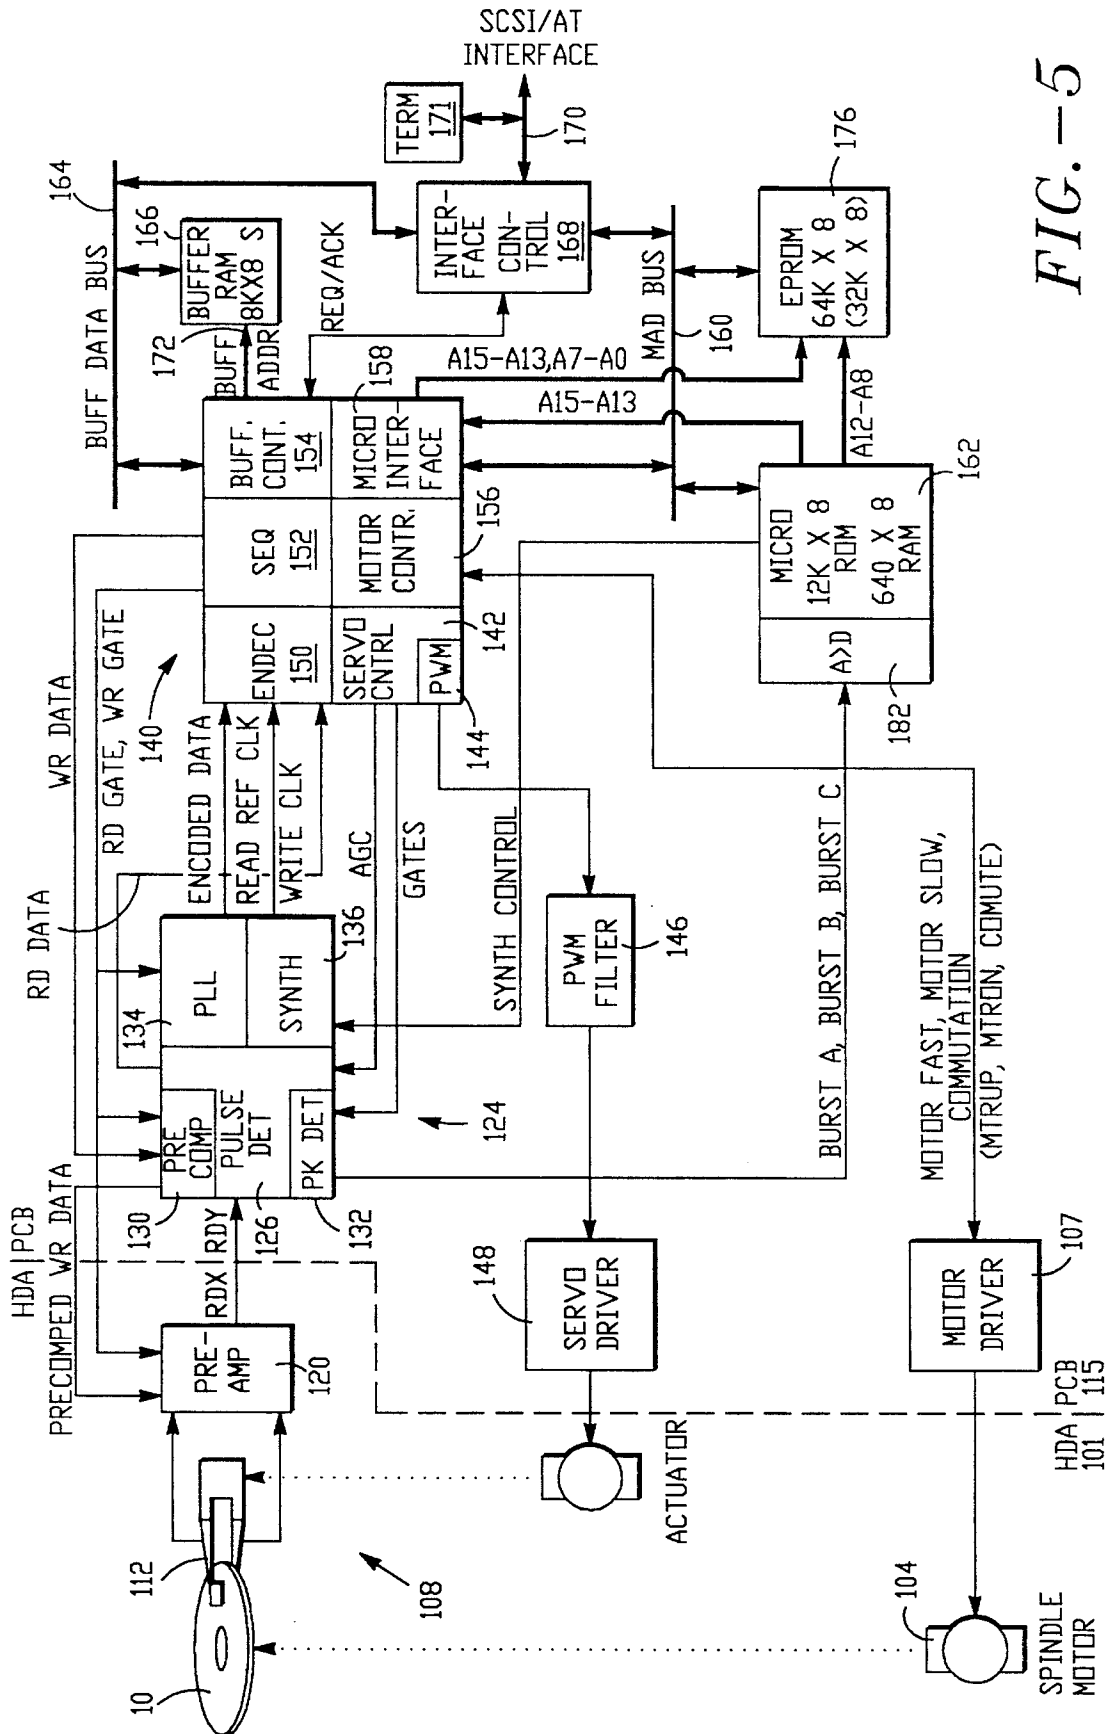 SCSI/AT
INTERFACE
TERM
171
170
164
BUFF DATA BUS
166
BUFFER
RAM
8KX8 S
172
BUFF
ADDR
REQ/ACK
INTER-
FACE
CON-
TROL
168
MAD BUS
160
176
EPROM
64K X 8
(32K X 8)
A15-A13,A7-A0
A15-A13
A12-A8
158
BUFF.
CONT.
154
MICRO
INTER-
FACE
SEQ
152
MOTOR
CONTR.
156
ENDEC
150
SERVO
CNTRL
142
PWM
144
140
162
MICRO
12K X 8
ROM
640 X 8
RAM
A>D
182
WR DATA
RD GATE, WR GATE
RD DATA
ENCODED DATA
READ REF CLK
WRITE CLK
AGC
GATES
SYNTH CONTROL
134
PLL
SYNTH
136
PRE
COMP
PULSE
DET
PK DET
130
126
132
124
PWM
FILTER
146
BURST A, BURST B, BURST C
MOTOR FAST, MOTOR SLOW,
COMMUTATION
(MTRUP, MTRON, COMUTE)
HDA PCB
PRECOMPED WR DATA
RDX RDY
PRE-
AMP
120
148
SERVO
DRIVER
107
MOTOR
DRIVER
HDA PCB
101 115
ACTUATOR
112
10
108
104
SPINDLE
MOTOR
FIG.-5